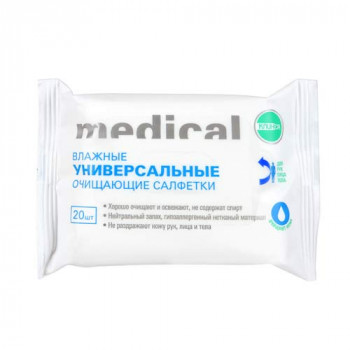 medical
ВЛАЖНЫЕ
УНИВЕРСАЛЬНЫЕ
ОЧИЩАЮЩИЕ САЛФЕТКИ
20шт
• Хорошо очищают и освежают, не содержат спирт
• Нейтральный запах, гипоаллергенный нетканый материал
• Не раздражают кожу рук, лица и тела